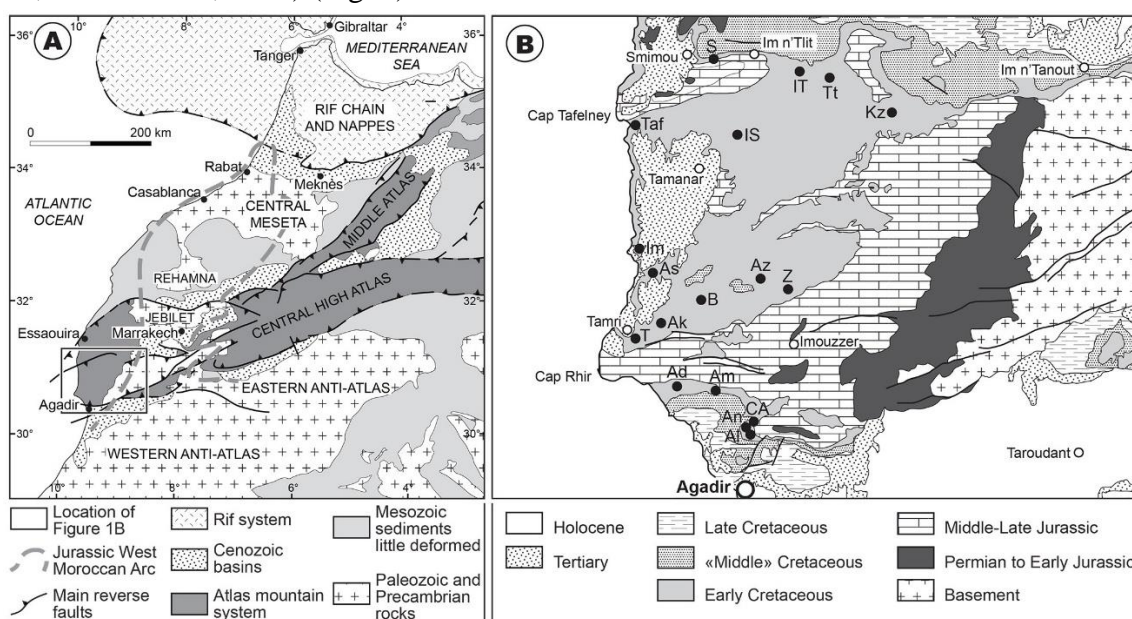 A
10°
8°
6°
Gibraltar
4°
36°
36°
Tanger
MEDITERRANEAN
SEA
RIF CHAIN
AND NAPPES
0
200 km
Rabat
34°
34°
Meknès
Casablanca
ATLANTIC
OCEAN
CENTRAL
MESETA
MIDDLE ATLAS
REHAMNA
CENTRAL HIGH ATLAS
32°
32°
JEBILET
Essaouira
Marrakech
EASTERN ANTI-ATLAS
Agadir
30°
30°
WESTERN ANTI-ATLAS
10°
8°
6°
4°
Location of
Figure 1B
Jurassic West
Moroccan Arc
Main reverse
faults
Rif system
Cenozoic
basins
Atlas mountain
system
Mesozoic
sediments
little deformed
Paleozoic and
Precambrian
rocks
B
S
Im n'Tlit
Smimou
Im n'Tanout
IT
Tt
Cap Tafelney
Kz
Taf
IS
Tamanar
Im
As
Az
Z
B
Tamri
T
Ak
Imouzzer
Cap Rhir
Ad
Am
An
CA
Al
Taroudant
Agadir
Holocene
Tertiary
Late Cretaceous
«Middle» Cretaceous
Early Cretaceous
Middle-Late Jurassic
Permian to Early Jurassic
Basement